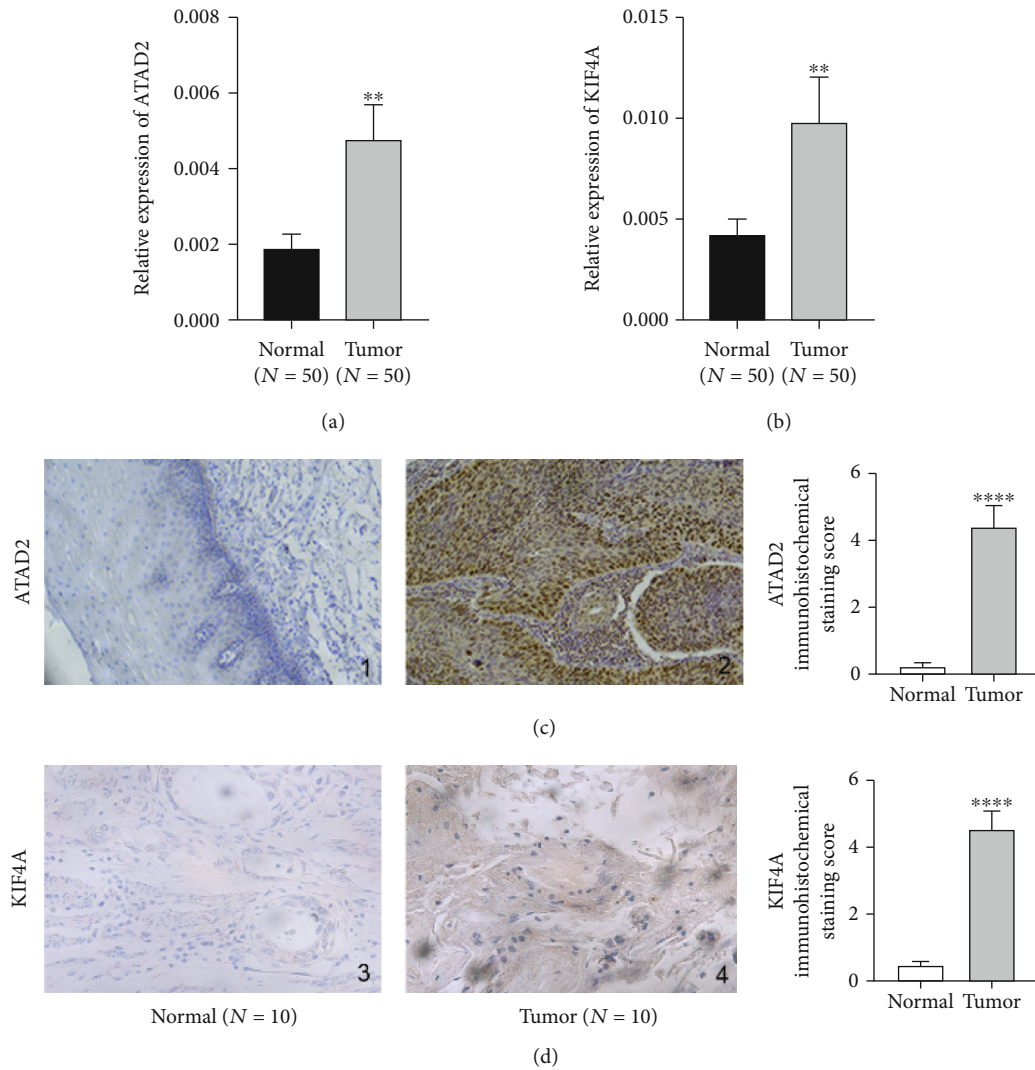 Relative expression of ATAD2
0.008
0.006
0.004
0.002
0.000
**
Normal
(N = 50)
Tumor
(N = 50)
(a)
Relative expression of KIF4A
0.015
0.010
0.005
0.000
**
Normal
(N = 50)
Tumor
(N = 50)
(b)
ATAD2
1
2
ATAD2
immunohistochemical
staining score
6
4
2
0
****
Normal
Tumor
(c)
KIF4A
3
4
Normal (N = 10)
Tumor (N = 10)
KIF4A
immunohistochemical
staining score
6
4
2
0
****
Normal
Tumor
(d)